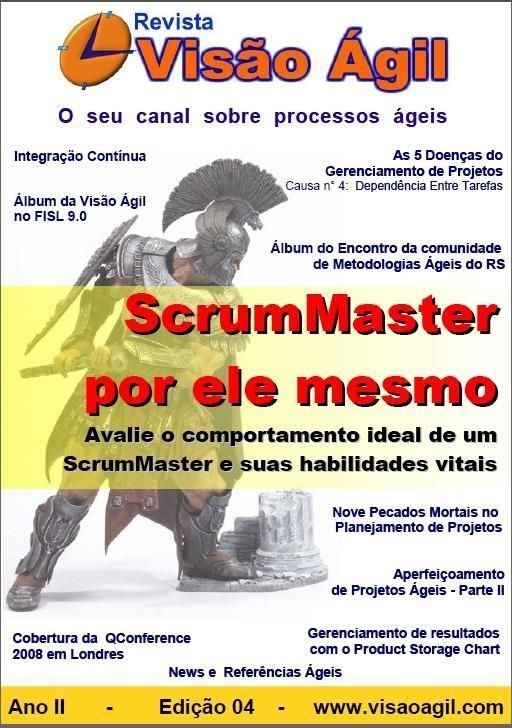 Revista
Visão Ágil
O seu canal sobre processos ágeis
Integração Contínua
As 5 Doenças do
Gerenciamento de Projetos
Causa n° 4: Dependência Entre Tarefas
Álbum da Visão Ágil
no FISL 9.0
Álbum do Encontro da comunidade
de Metodologias Ágeis do RS
ScrumMaster
por ele mesmo
Avalie o comportamento ideal de um
ScrumMaster e suas habilidades vitais
Nove Pecados Mortais no
Planejamento de Projetos
Aperfeiçoamento
de Projetos Ágeis - Parte II
Cobertura da QConference
2008 em Londres
Gerenciamento de resultados
com o Product Storage Chart
News e Referências Ágeis
Ano II - Edição 04 - www.visaoagil.com